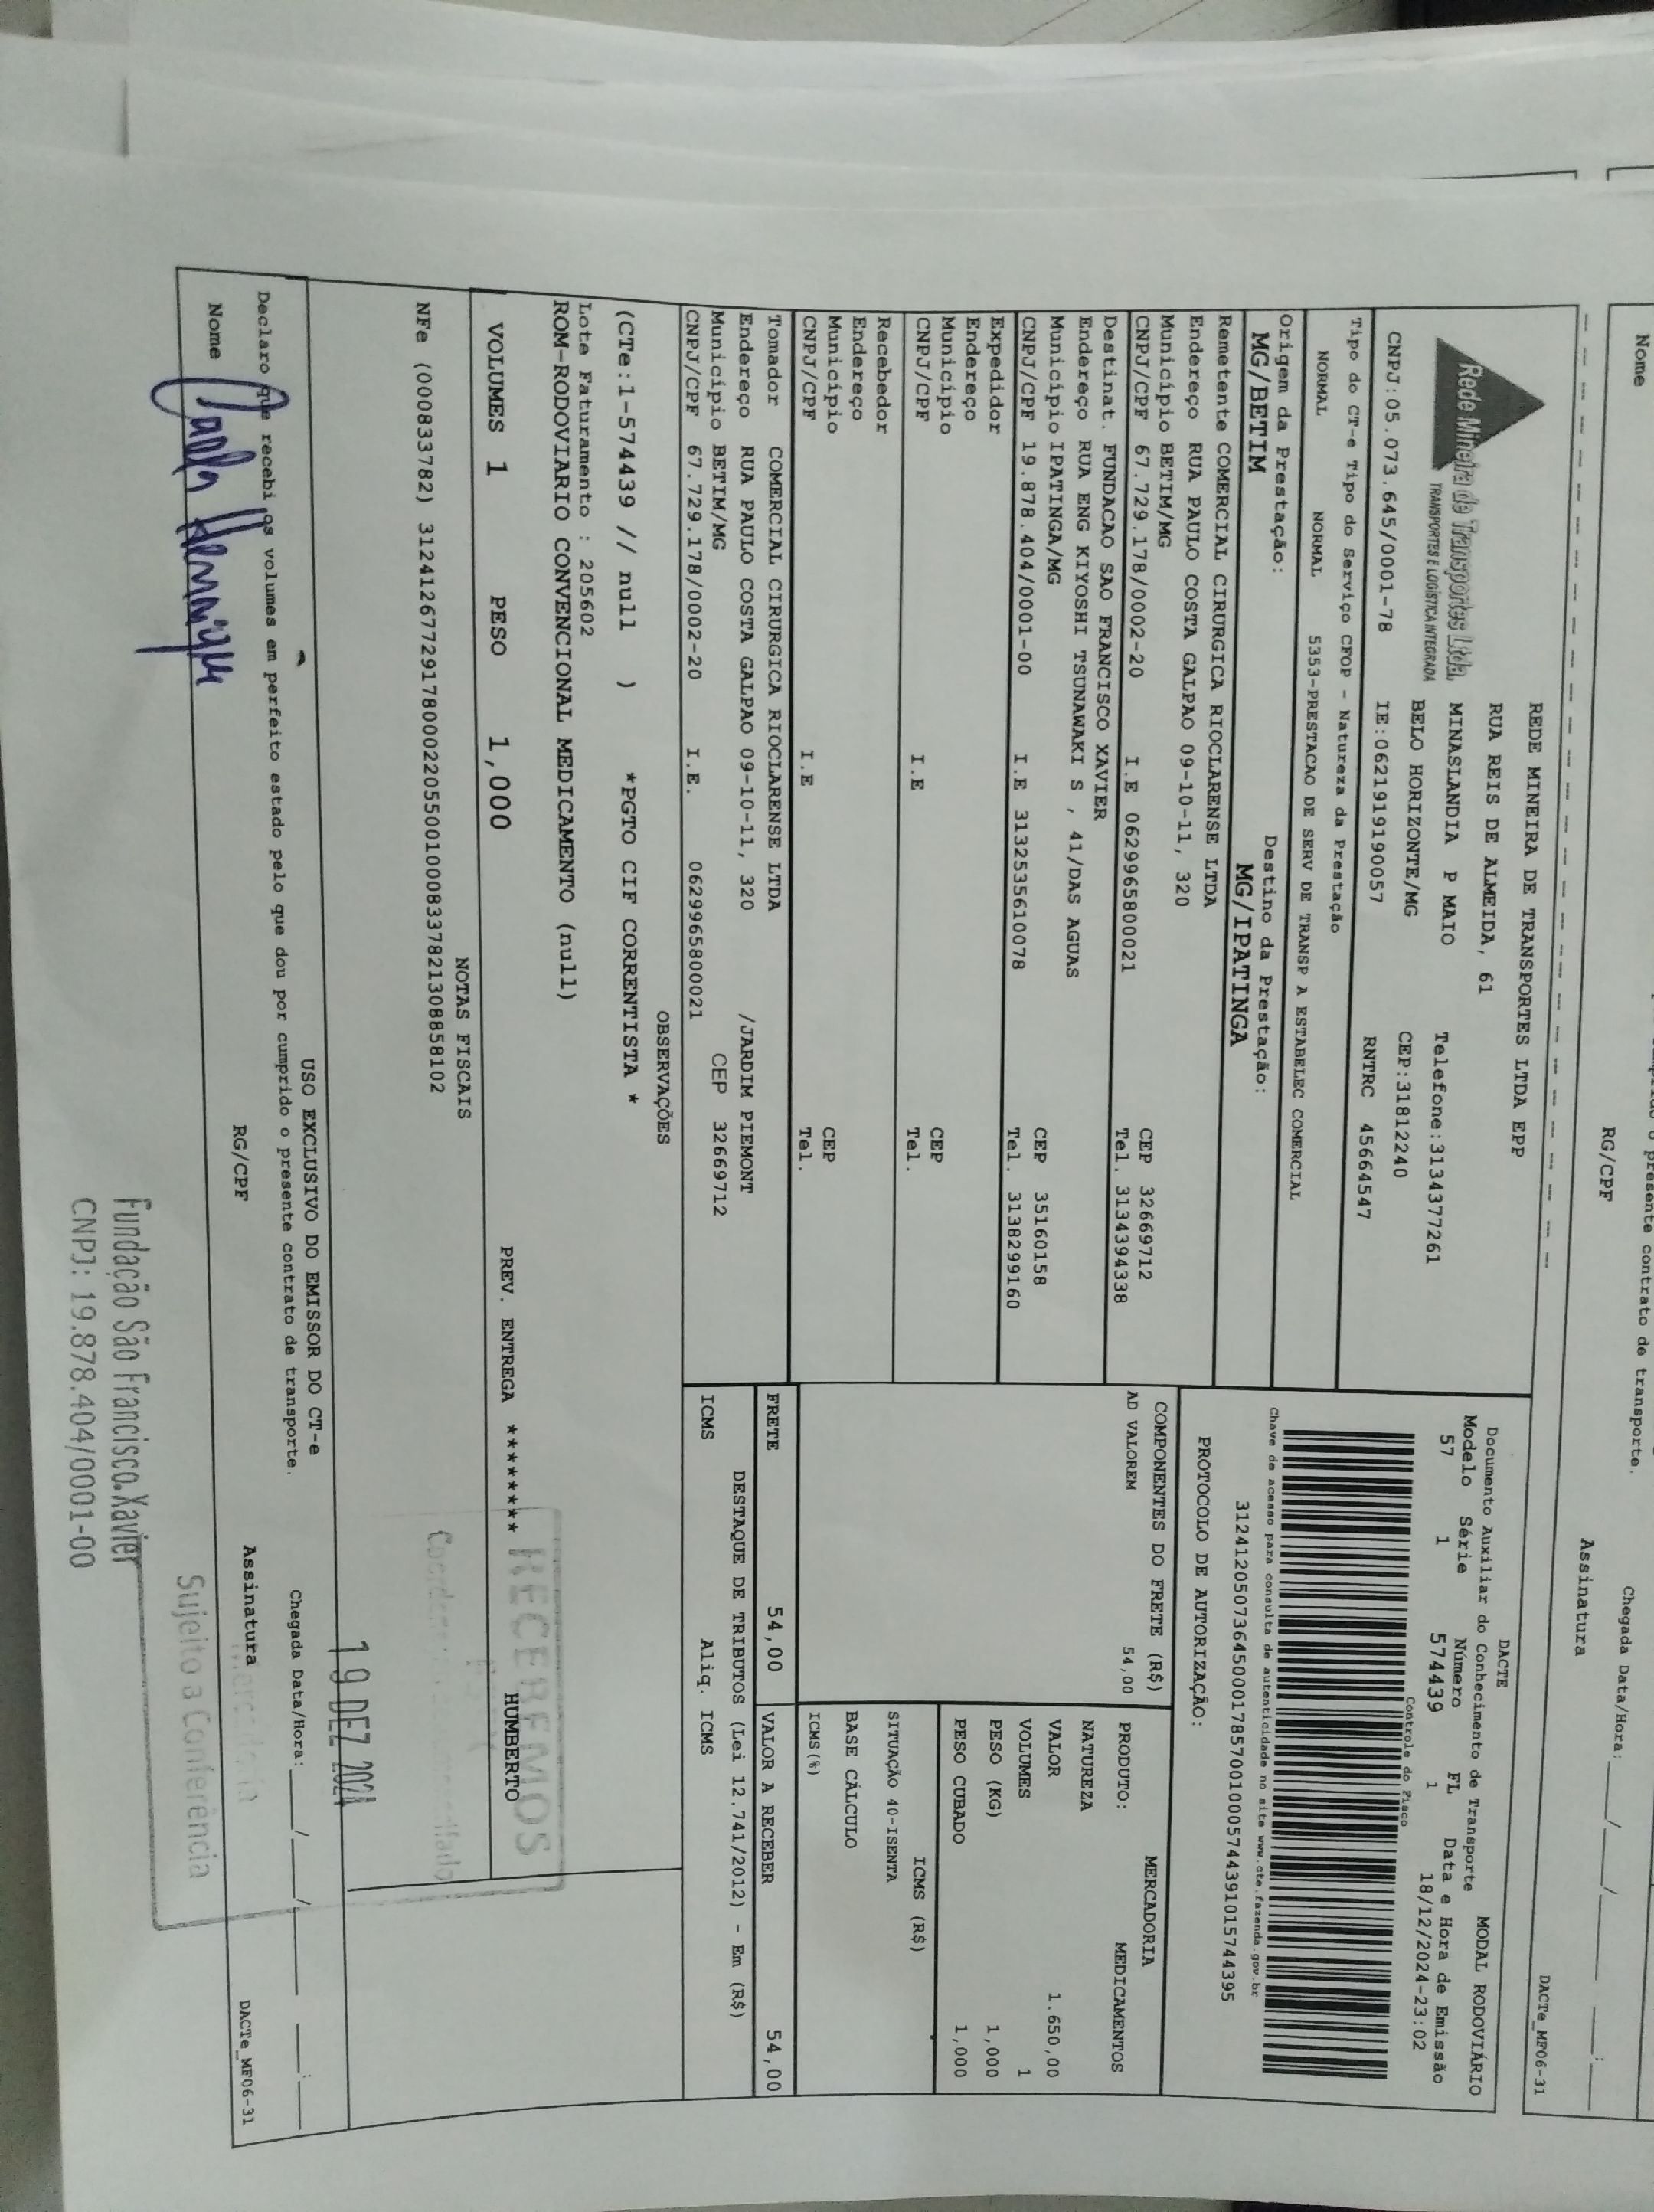 presente contrato de transporte.
Chegada Data/Hora:____/____/______ ____:____
Nome RG/CPF Assinatura
DACTe_MF06-31
Rede Mineira de Transportes Ltda.
TRANSPORTES E LOGÍSTICA INTEGRADA
REDE MINEIRA DE TRANSPORTES LTDA EPP
RUA REIS DE ALMEIDA, 61
MINASLANDIA P MAIO Telefone:3134377261
BELO HORIZONTE/MG CEP:31812240
CNPJ:05.073.645/0001-78 IE:0621919190057 RNTRC 45664547
Tipo do CT-e Tipo do Serviço CFOP - Natureza da Prestação
NORMAL NORMAL 5353-PRESTACAO DE SERV DE TRANSP A ESTABELEC COMERCIAL
Origem da Prestação: Destino da Prestação:
MG/BETIM MG/IPATINGA
DACTE MODAL RODOVIÁRIO
Documento Auxiliar do Conhecimento de Transporte
Modelo Série Número FL Data e Hora de Emissão
57 1 574439 1 18/12/2024-23:02
Controle do Fisco
Chave de acesso para consulta de autenticidade no site www.cte.fazenda.gov.br
31241205073645000178570010005744391015744395
PROTOCOLO DE AUTORIZAÇÃO:
Remetente COMERCIAL CIRURGICA RIOCLARENSE LTDA
Endereço RUA PAULO COSTA GALPAO 09-10-11, 320
Município BETIM/MG CEP 32669712
CNPJ/CPF 67.729.178/0002-20 I.E 0629965800021 Tel. 3134394338
Destinat. FUNDACAO SAO FRANCISCO XAVIER
Endereço RUA ENG KIYOSHI TSUNAWAKI S , 41/DAS AGUAS
Município IPATINGA/MG CEP 35160158
CNPJ/CPF 19.878.404/0001-00 I.E 3132535610078 Tel. 3138299160
Expedidor
Endereço
Município CEP
CNPJ/CPF I.E Tel.
Recebedor
Endereço
Município CEP
CNPJ/CPF I.E Tel.
Tomador COMERCIAL CIRURGICA RIOCLARENSE LTDA
Endereço RUA PAULO COSTA GALPAO 09-10-11, 320 /JARDIM PIEMONT
Município BETIM/MG CEP 32669712
CNPJ/CPF 67.729.178/0002-20 I.E. 0629965800021
COMPONENTES DO FRETE (R$)
AD VALOREM 54,00
MERCADORIA
PRODUTO: MEDICAMENTOS
NATUREZA
VALOR 1.650,00
VOLUMES 1
PESO (KG) 1,000
PESO CUBADO 1,000
ICMS (R$)
SITUAÇÃO 40-ISENTA
BASE CÁLCULO
ICMS(%)
FRETE 54,00 VALOR A RECEBER 54,00
DESTAQUE DE TRIBUTOS (Lei 12.741/2012) - Em (R$)
ICMS Aliq. ICMS
OBSERVAÇÕES
(CTe:1-574439 // null ) *PGTO CIF CORRENTISTA *
Lote Faturamento : 205602
ROM-RODOVIARIO CONVENCIONAL MEDICAMENTO (null)
VOLUMES 1 PESO 1,000 PREV. ENTREGA ******** HUMBERTO
NOTAS FISCAIS
NFe (000833782) 31241267729178000220550010008337821308858102
RECEBEMOS
19 DEZ 2024
USO EXCLUSIVO DO EMISSOR DO CT-e
Declaro que recebi os volumes em perfeito estado pelo que dou por cumprido o presente contrato de transporte.
Chegada Data/Hora:____/____/______ ____:____
Nome RG/CPF Assinatura
DACTe_MF06-31
Sujeito a Conferência
Fundação São Francisco Xavier
CNPJ: 19.878.404/0001-00